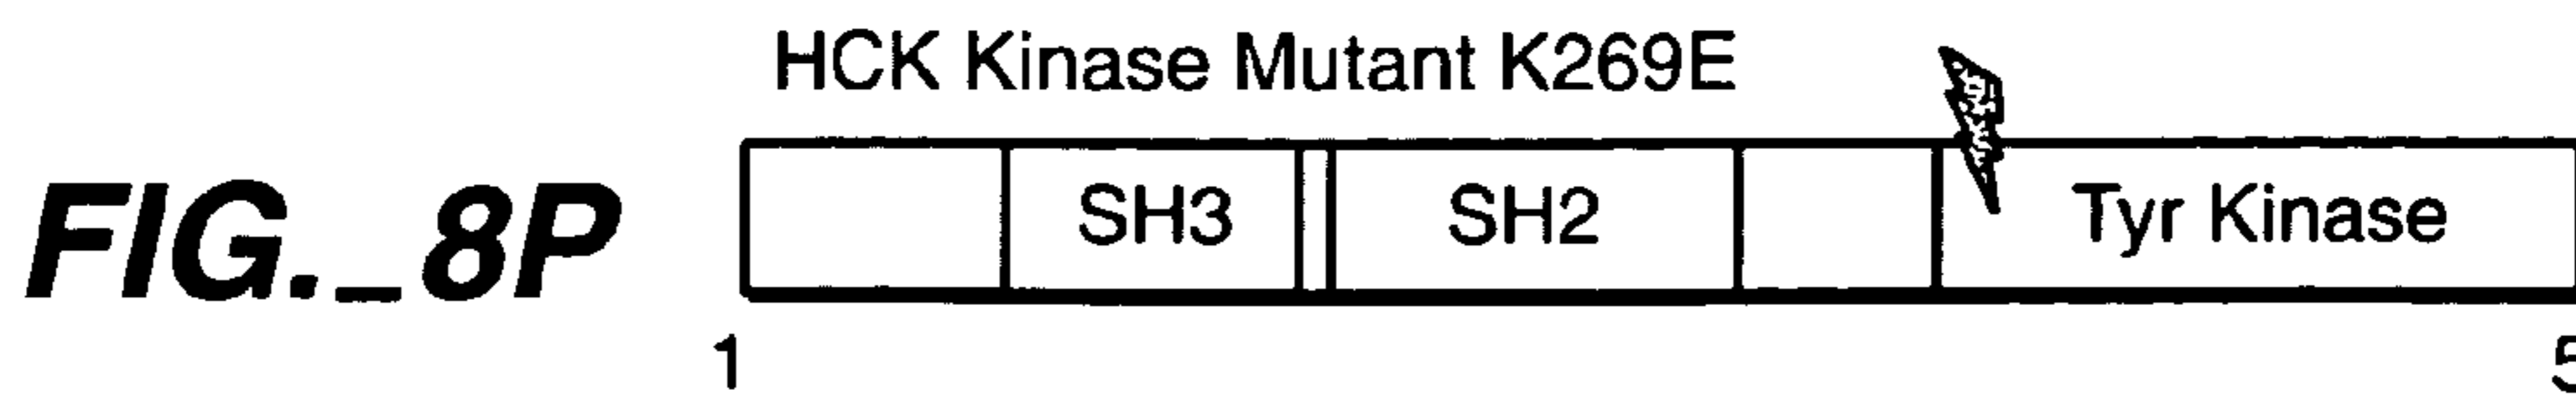 HCK Kinase Mutant K269E
FIG._8P
SH3 SH2 Tyr Kinase
1